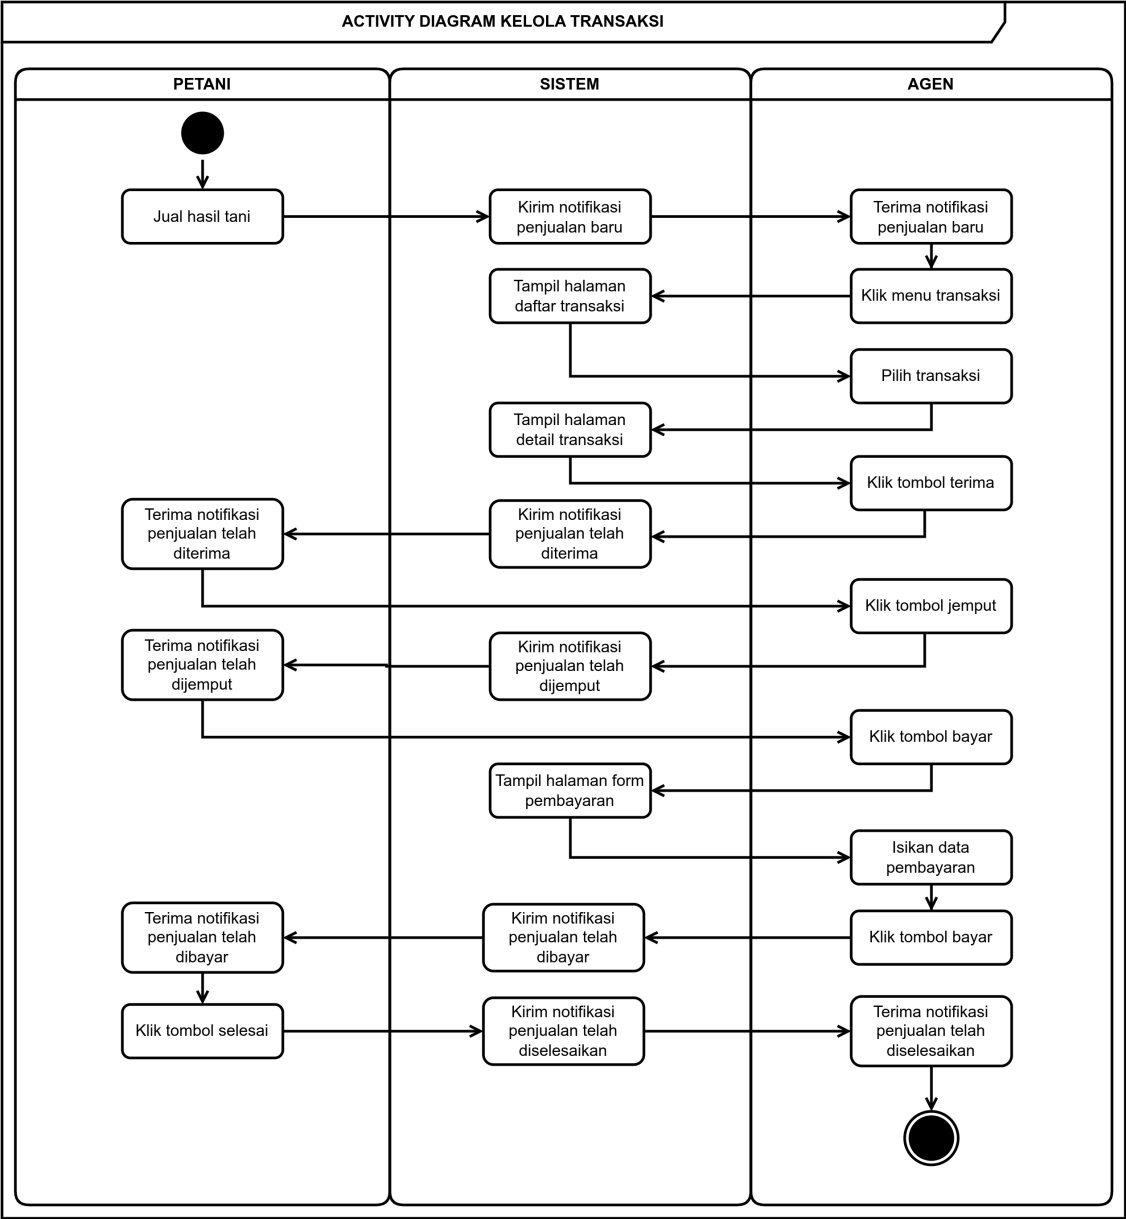 ACTIVITY DIAGRAM KELOLA TRANSAKSI
PETANI
SISTEM
AGEN
Jual hasil tani
Kirim notifikasi
penjualan baru
Terima notifikasi
penjualan baru
Klik menu transaksi
Tampil halaman
daftar transaksi
Pilih transaksi
Tampil halaman
detail transaksi
Klik tombol terima
Kirim notifikasi
penjualan telah
diterima
Terima notifikasi
penjualan telah
diterima
Klik tombol jemput
Kirim notifikasi
penjualan telah
dijemput
Terima notifikasi
penjualan telah
dijemput
Klik tombol bayar
Tampil halaman form
pembayaran
Isikan data
pembayaran
Klik tombol bayar
Kirim notifikasi
penjualan telah
dibayar
Terima notifikasi
penjualan telah
dibayar
Klik tombol selesai
Kirim notifikasi
penjualan telah
diselesaikan
Terima notifikasi
penjualan telah
diselesaikan